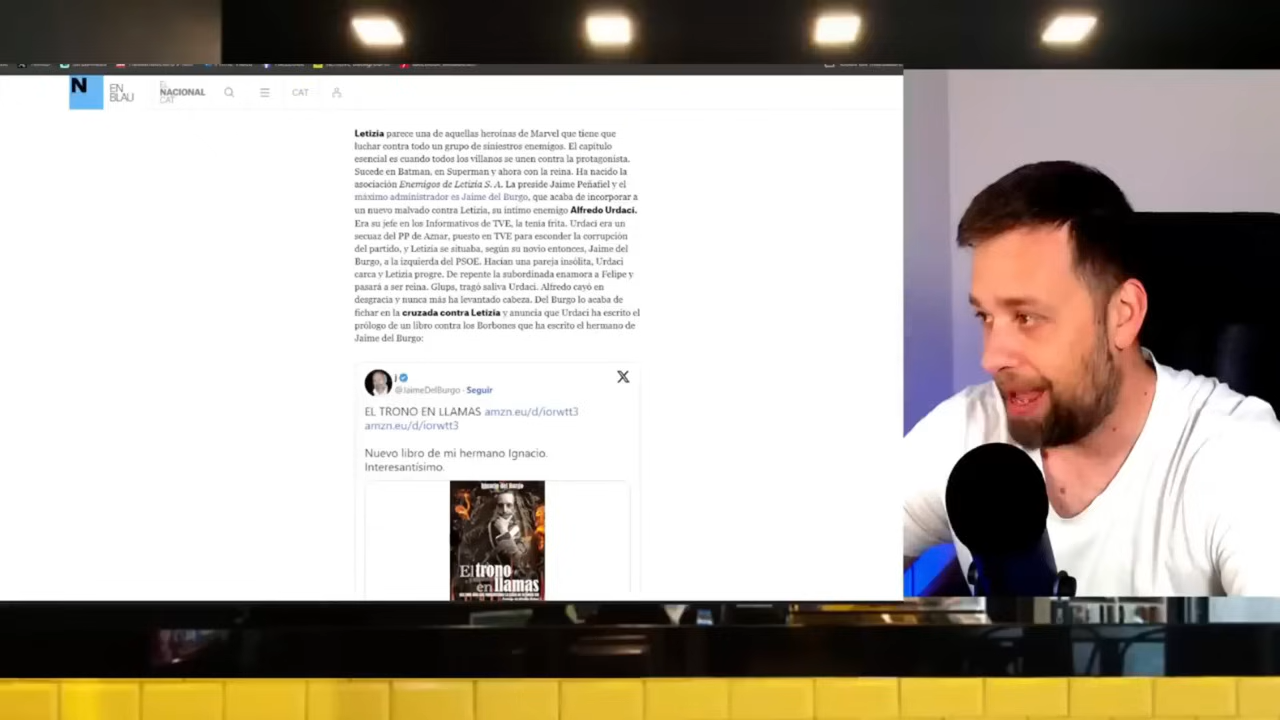 N
EN
BLAU
EL
NACIONAL
CAT
CAT
Letizia parece una de aquellas heroínas de Marvel que tiene que
luchar contra todo un grupo de siniestros enemigos. El capítulo
esencial es cuando todos los villanos se unen contra la protagonista.
Sucede en Batman, en Superman y ahora con la reina. Ha nacido la
asociación Enemigos de Letizia S. A. La preside Jaime Peñafiel y el
máximo administrador es Jaime del Burgo, que acaba de incorporar a
un nuevo malvado contra Letizia, su íntimo enemigo Alfredo Urdaci.
Era su jefe en los Informativos de TVE, la tenía frita. Urdaci era un
secuaz del PP de Aznar, puesto en TVE para esconder la corrupción
del partido, y Letizia se situaba, según su novio entonces, Jaime del
Burgo, a la izquierda del PSOE. Hacían una pareja insólita, Urdaci
carca y Letizia progre. De repente la subordinada enamora a Felipe y
pasará a ser reina. Glups, tragó saliva Urdaci. Alfredo cayó en
desgracia y nunca más ha levantado cabeza. Del Burgo lo acaba de
fichar en la cruzada contra Letizia y anuncia que Urdaci ha escrito el
prólogo de un libro contra los Borbones que ha escrito el hermano de
Jaime del Burgo:
j
@JaimeDelBurgo · Seguir
EL TRONO EN LLAMAS amzn.eu/d/iorwtt3
amzn.eu/d/iorwtt3
Nuevo libro de mi hermano Ignacio.
Interesantísimo.
Ignacio del Burgo
El trono
en llamas